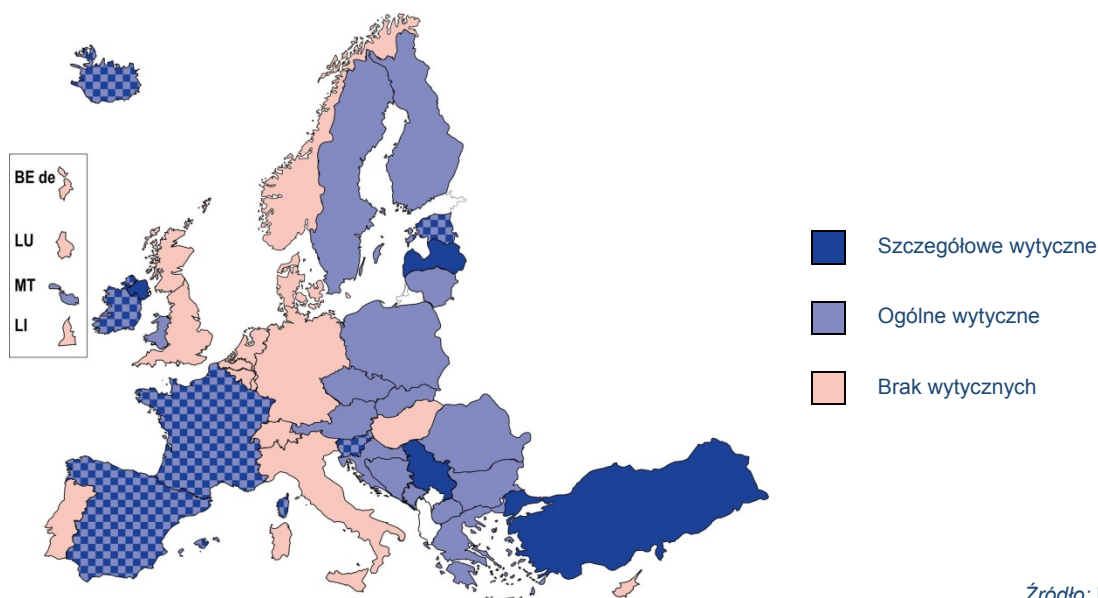 BE de
LU
MT
LI
Szczegółowe wytyczne
Ogólne wytyczne
Brak wytycznych
Źródło: